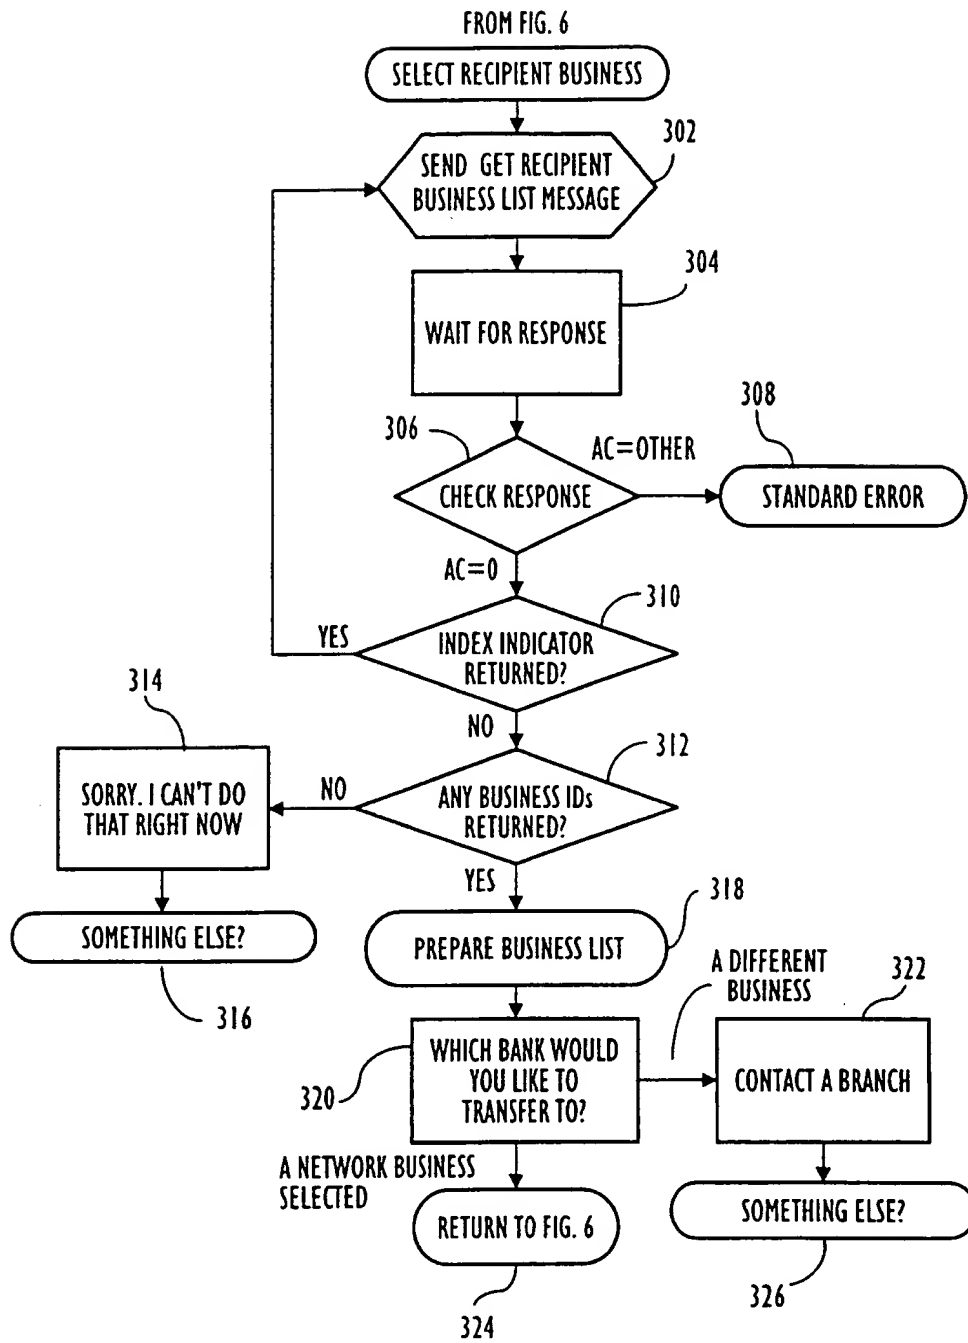 FROM FIG. 6
SELECT RECIPIENT BUSINESS
302
SEND GET RECIPIENT
BUSINESS LIST MESSAGE
304
WAIT FOR RESPONSE
306
308
AC=OTHER
CHECK RESPONSE
STANDARD ERROR
AC=0
310
YES
INDEX INDICATOR
RETURNED?
314
NO
312
SORRY. I CAN'T DO
THAT RIGHT NOW
NO
ANY BUSINESS IDs
RETURNED?
YES
318
SOMETHING ELSE?
PREPARE BUSINESS LIST
316
A DIFFERENT
BUSINESS
322
320
WHICH BANK WOULD
YOU LIKE TO
TRANSFER TO?
CONTACT A BRANCH
A NETWORK BUSINESS
SELECTED
RETURN TO FIG. 6
SOMETHING ELSE?
324
326